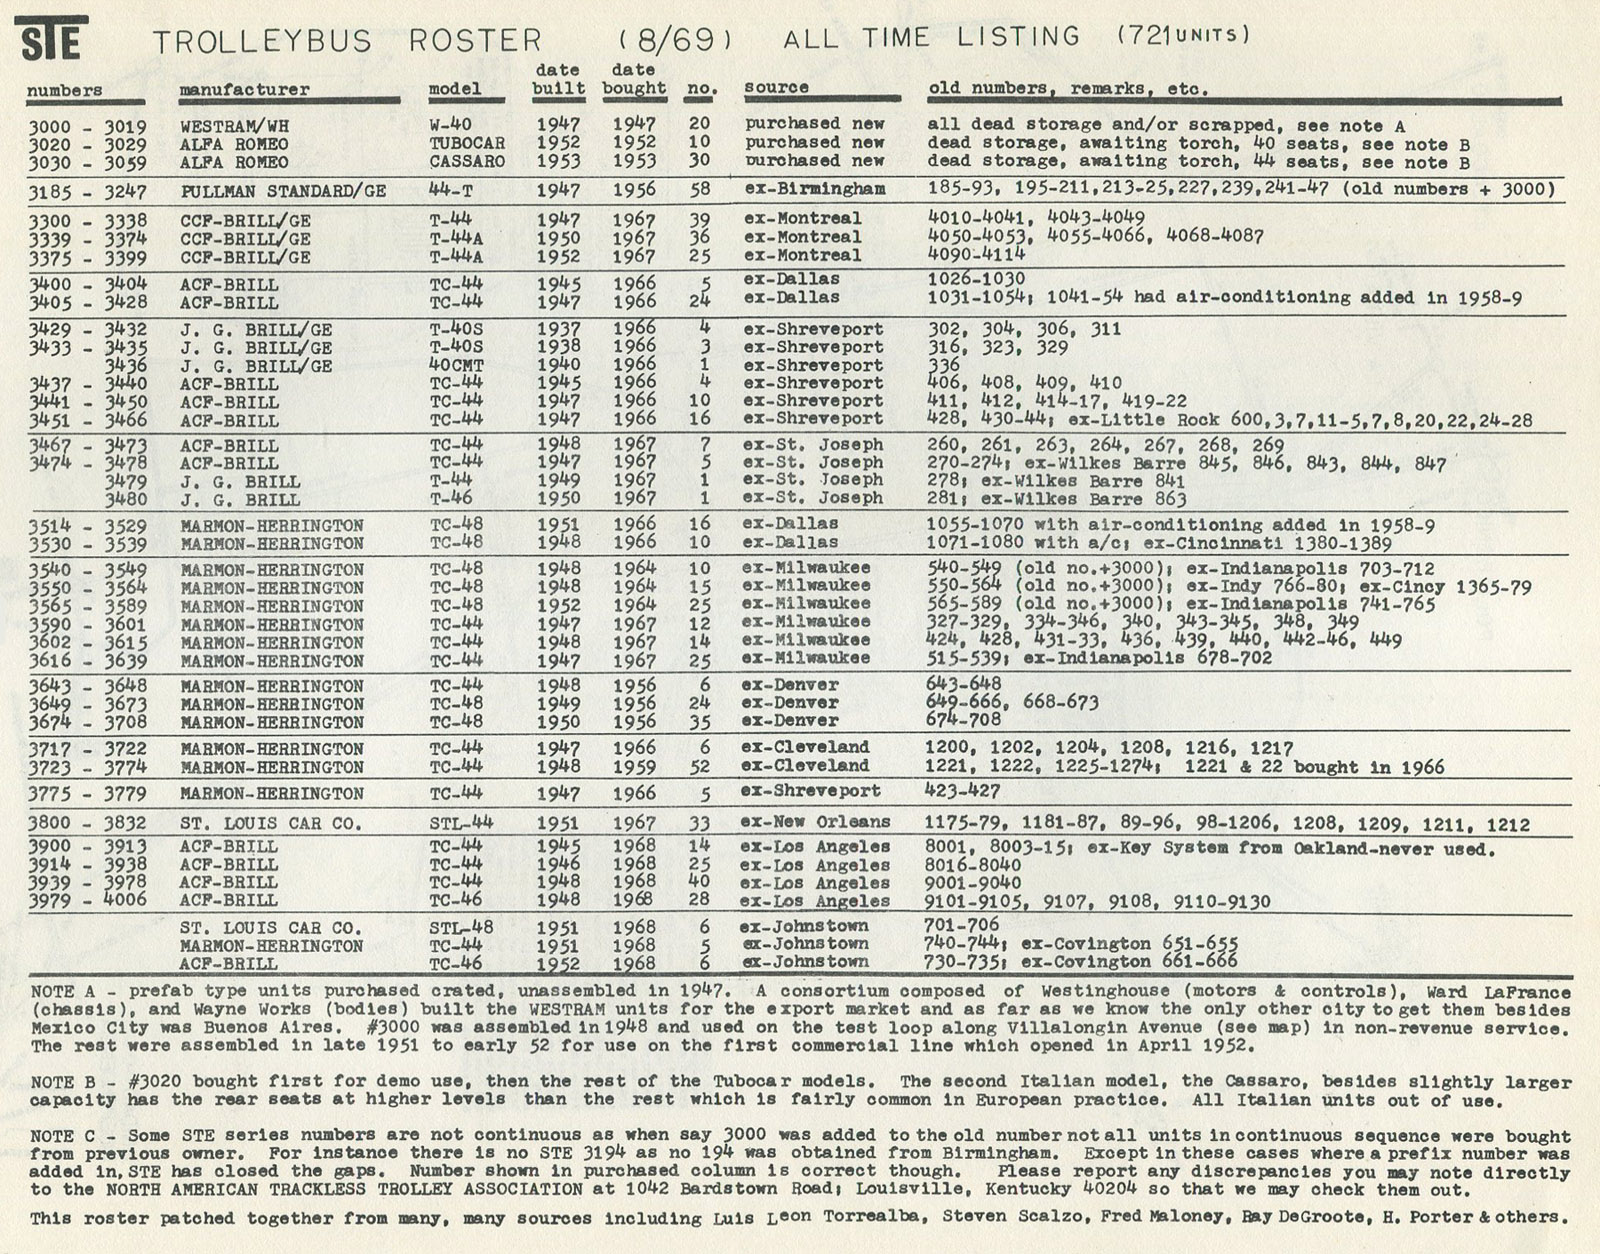 STE TROLLEYBUS ROSTER (8/69) ALL TIME LISTING (721 UNITS)
numbers manufacturer model date built date bought no. source old numbers, remarks, etc.
3000 - 3019 WESTRAM/WH W-40 1947 1947 20 purchased new all dead storage and/or scrapped, see note A
3020 - 3029 ALFA ROMEO TUBOCAR 1952 1952 10 purchased new dead storage, awaiting torch, 40 seats, see note B
3030 - 3059 ALFA ROMEO CASSARO 1953 1953 30 purchased new dead storage, awaiting torch, 44 seats, see note B
3185 - 3247 PULLMAN STANDARD/GE 44-T 1947 1956 58 ex-Birmingham 185-93, 195-211,213-25,227,239,241-47 (old numbers + 3000)
3300 - 3338 CCF-BRILL/GE T-44 1947 1967 39 ex-Montreal 4010-4041, 4043-4049
3339 - 3374 CCF-BRILL/GE T-44A 1950 1967 36 ex-Montreal 4050-4053, 4055-4066, 4068-4087
3375 - 3399 CCF-BRILL/GE T-44A 1952 1967 25 ex-Montreal 4090-4114
3400 - 3404 ACF-BRILL TC-44 1945 1966 5 ex-Dallas 1026-1030
3405 - 3428 ACF-BRILL TC-44 1947 1966 24 ex-Dallas 1031-1054; 1041-54 had air-conditioning added in 1958-9
3429 - 3432 J. G. BRILL/GE T-40S 1937 1966 4 ex-Shreveport 302, 304, 306, 311
3433 - 3435 J. G. BRILL/GE T-40S 1938 1966 3 ex-Shreveport 316, 323, 329
3436 J. G. BRILL/GE 40CMT 1940 1966 1 ex-Shreveport 336
3437 - 3440 ACF-BRILL TC-44 1945 1966 4 ex-Shreveport 406, 408, 409, 410
3441 - 3450 ACF-BRILL TC-44 1947 1966 10 ex-Shreveport 411, 412, 414-17, 419-22
3451 - 3466 ACF-BRILL TC-44 1947 1966 16 ex-Shreveport 428, 430-44; ex-Little Rock 600,3,7,11-5,7,8,20,22,24-28
3467 - 3473 ACF-BRILL TC-44 1948 1967 7 ex-St. Joseph 260, 261, 263, 264, 267, 268, 269
3474 - 3478 ACF-BRILL TC-44 1947 1967 5 ex-St. Joseph 270-274; ex-Wilkes Barre 845, 846, 843, 844, 847
3479 J. G. BRILL T-44 1949 1967 1 ex-St. Joseph 278; ex-Wilkes Barre 841
3480 J. G. BRILL T-46 1950 1967 1 ex-St. Joseph 281; ex-Wilkes Barre 863
3514 - 3529 MARMON-HERRINGTON TC-48 1951 1966 16 ex-Dallas 1055-1070 with air-conditioning added in 1958-9
3530 - 3539 MARMON-HERRINGTON TC-48 1948 1966 10 ex-Dallas 1071-1080 with a/c; ex-Cincinnati 1380-1389
3540 - 3549 MARMON-HERRINGTON TC-48 1948 1964 10 ex-Milwaukee 540-549 (old no.+3000); ex-Indianapolis 703-712
3550 - 3564 MARMON-HERRINGTON TC-48 1948 1964 15 ex-Milwaukee 550-564 (old no.+3000); ex-Indy 766-80; ex-Cincy 1365-79
3565 - 3589 MARMON-HERRINGTON TC-48 1952 1964 25 ex-Milwaukee 565-589 (old no.+3000); ex-Indianapolis 741-765
3590 - 3601 MARMON-HERRINGTON TC-44 1947 1967 12 ex-Milwaukee 327-329, 334-346, 340, 343-345, 348, 349
3602 - 3615 MARMON-HERRINGTON TC-44 1948 1967 14 ex-Milwaukee 424, 428, 431-33, 436, 439, 440, 442-46, 449
3616 - 3639 MARMON-HERRINGTON TC-44 1947 1967 25 ex-Milwaukee 515-539; ex-Indianapolis 678-702
3643 - 3648 MARMON-HERRINGTON TC-44 1948 1956 6 ex-Denver 643-648
3649 - 3673 MARMON-HERRINGTON TC-48 1949 1956 24 ex-Denver 649-666, 668-673
3674 - 3708 MARMON-HERRINGTON TC-48 1950 1956 35 ex-Denver 674-708
3717 - 3722 MARMON-HERRINGTON TC-44 1947 1966 6 ex-Cleveland 1200, 1202, 1204, 1208, 1216, 1217
3723 - 3774 MARMON-HERRINGTON TC-44 1948 1959 52 ex-Cleveland 1221, 1222, 1225-1274; 1221 & 22 bought in 1966
3775 - 3779 MARMON-HERRINGTON TC-44 1947 1966 5 ex-Shreveport 423-427
3800 - 3832 ST. LOUIS CAR CO. STL-44 1951 1967 33 ex-New Orleans 1175-79, 1181-87, 89-96, 98-1206, 1208, 1209, 1211, 1212
3900 - 3913 ACF-BRILL TC-44 1945 1968 14 ex-Los Angeles 8001, 8003-15; ex-Key System from Oakland-never used.
3914 - 3938 ACF-BRILL TC-44 1946 1968 25 ex-Los Angeles 8016-8040
3939 - 3978 ACF-BRILL TC-44 1948 1968 40 ex-Los Angeles 9001-9040
3979 - 4006 ACF-BRILL TC-46 1948 1968 28 ex-Los Angeles 9101-9105, 9107, 9108, 9110-9130
ST. LOUIS CAR CO. STL-48 1951 1968 6 ex-Johnstown 701-706
MARMON-HERRINGTON TC-44 1951 1968 5 ex-Johnstown 740-744; ex-Covington 651-655
ACF-BRILL TC-46 1952 1968 6 ex-Johnstown 730-735; ex-Covington 661-666
NOTE A - prefab type units purchased crated, unassembled in 1947. A consortium composed of Westinghouse (motors & controls), Ward LaFrance
(chassis), and Wayne Works (bodies) built the WESTRAM units for the export market and as far as we know the only other city to get them besides
Mexico City was Buenos Aires. #3000 was assembled in 1948 and used on the test loop along Villalongin Avenue (see map) in non-revenue service.
The rest were assembled in late 1951 to early 52 for use on the first commercial line which opened in April 1952.
NOTE B - #3020 bought first for demo use, then the rest of the Tubocar models. The second Italian model, the Cassaro, besides slightly larger
capacity has the rear seats at higher levels than the rest which is fairly common in European practice. All Italian units out of use.
NOTE C - Some STE series numbers are not continuous as when say 3000 was added to the old number not all units in continuous sequence were bought
from previous owner. For instance there is no STE 3194 as no 194 was obtained from Birmingham. Except in these cases where a prefix number was
added in, STE has closed the gaps. Number shown in purchased column is correct though. Please report any discrepancies you may note directly
to the NORTH AMERICAN TRACKLESS TROLLEY ASSOCIATION at 1042 Bardstown Road; Louisville, Kentucky 40204 so that we may check them out.
This roster patched together from many, many sources including Luis Leon Torrealba, Steven Scalzo, Fred Maloney, Ray DeGroote, H. Porter & others.